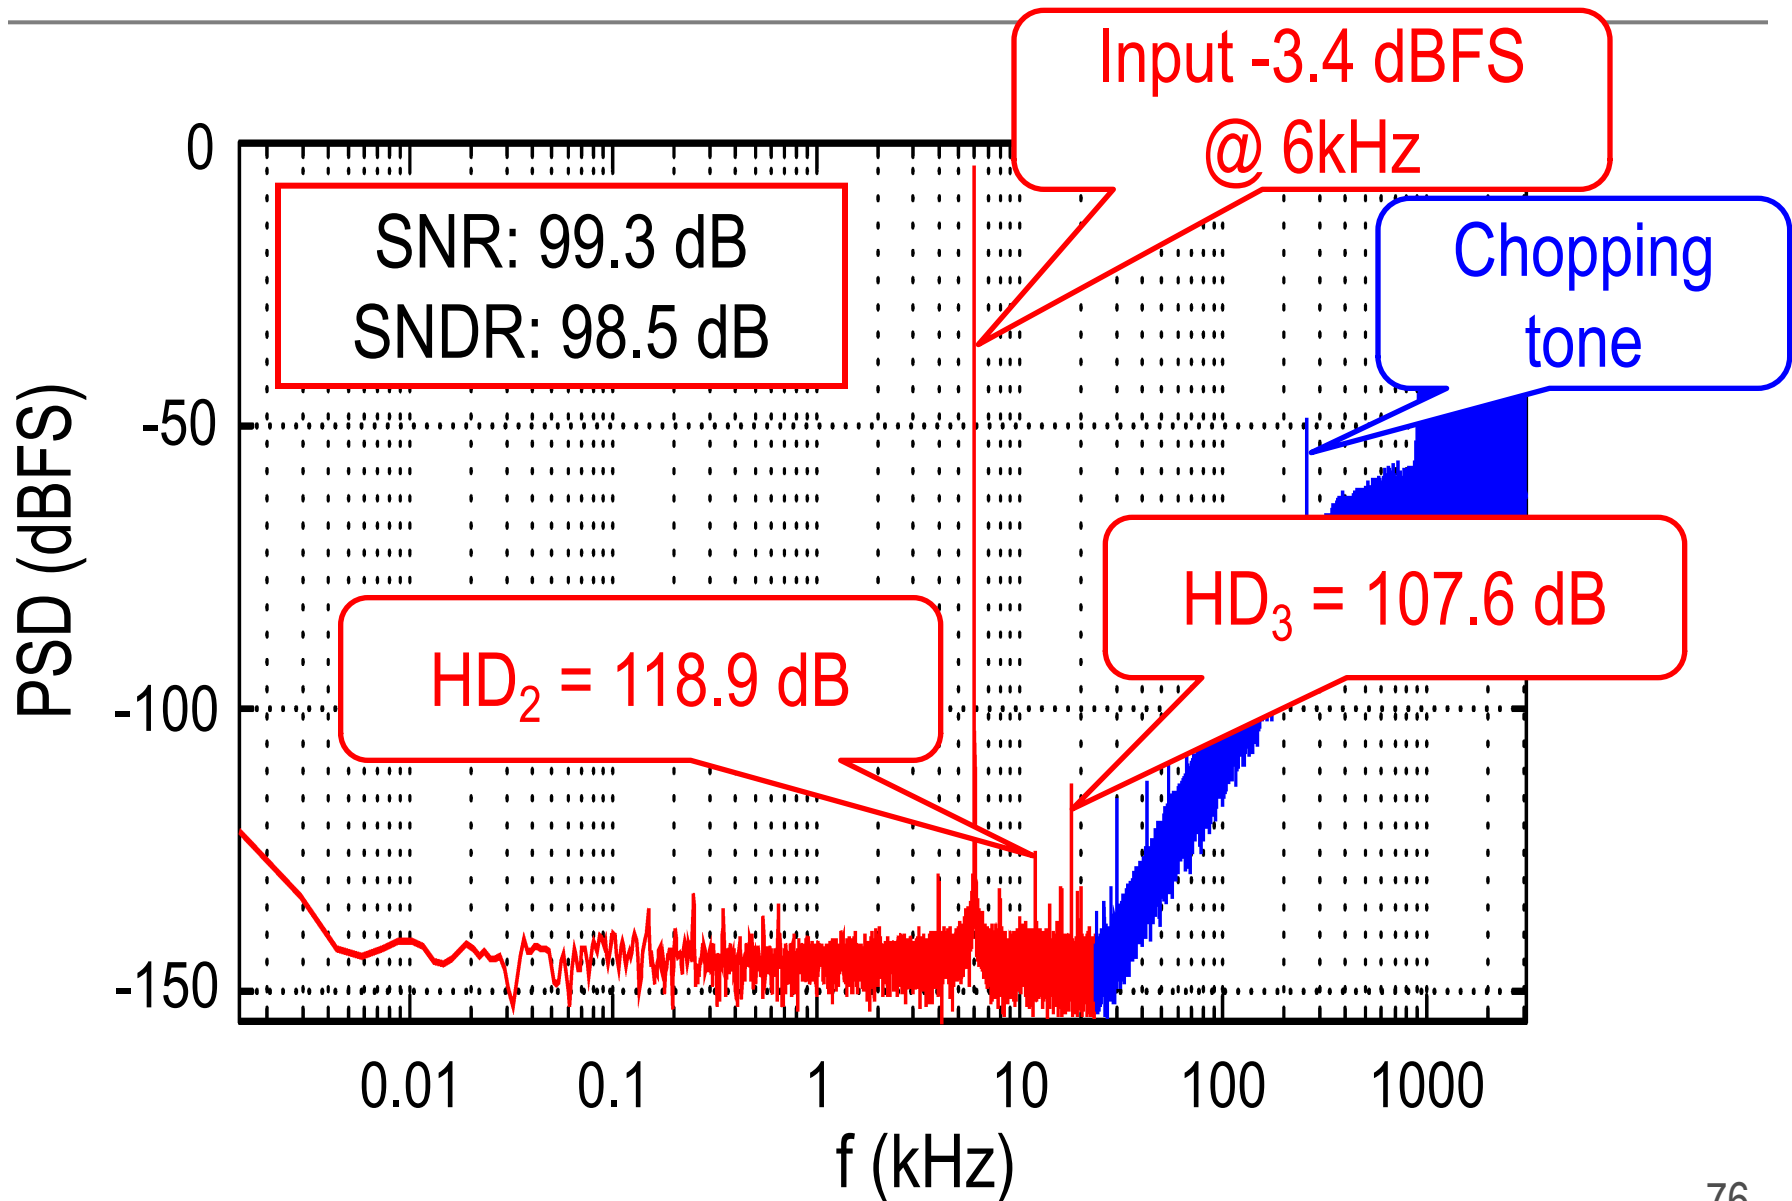 Input -3.4 dBFS
@ 6kHz
SNR: 99.3 dB
SNDR: 98.5 dB
Chopping
tone
HD₂ = 118.9 dB
HD₃ = 107.6 dB
PSD (dBFS)
0
-50
-100
-150
0.01 0.1 1 10 100 1000
f (kHz)
76